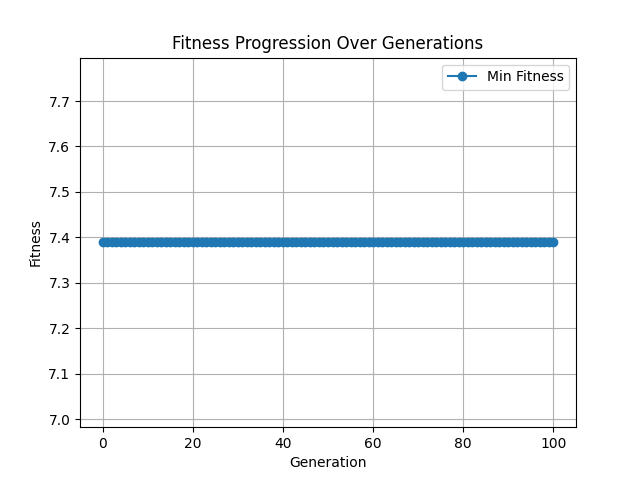 Fitness Progression Over Generations
Min Fitness
7.7
7.6
7.5
7.4
7.3
7.2
7.1
7.0
Fitness
0 20 40 60 80 100
Generation